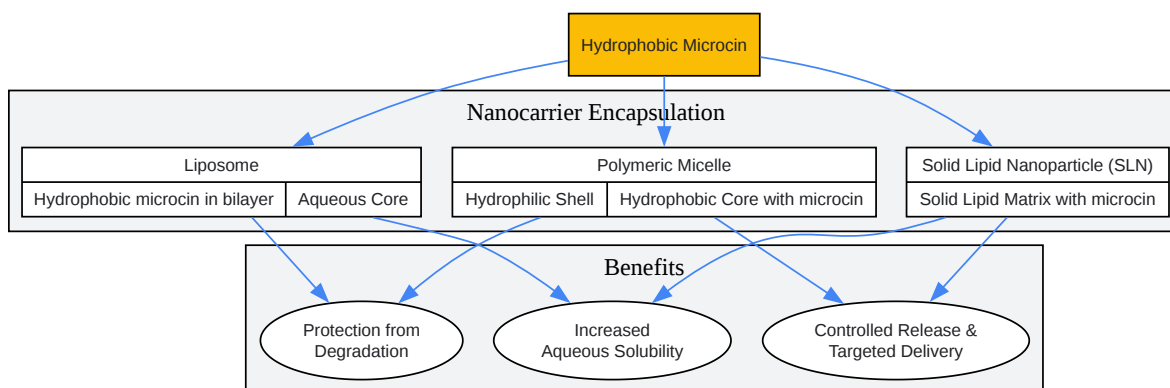 Hydrophobic Microcin
Nanocarrier Encapsulation
Liposome
Hydrophobic microcin in bilayer
Aqueous Core
Polymeric Micelle
Hydrophilic Shell
Hydrophobic Core with microcin
Solid Lipid Nanoparticle (SLN)
Solid Lipid Matrix with microcin
Benefits
Protection from
Degradation
Increased
Aqueous Solubility
Controlled Release &
Targeted Delivery